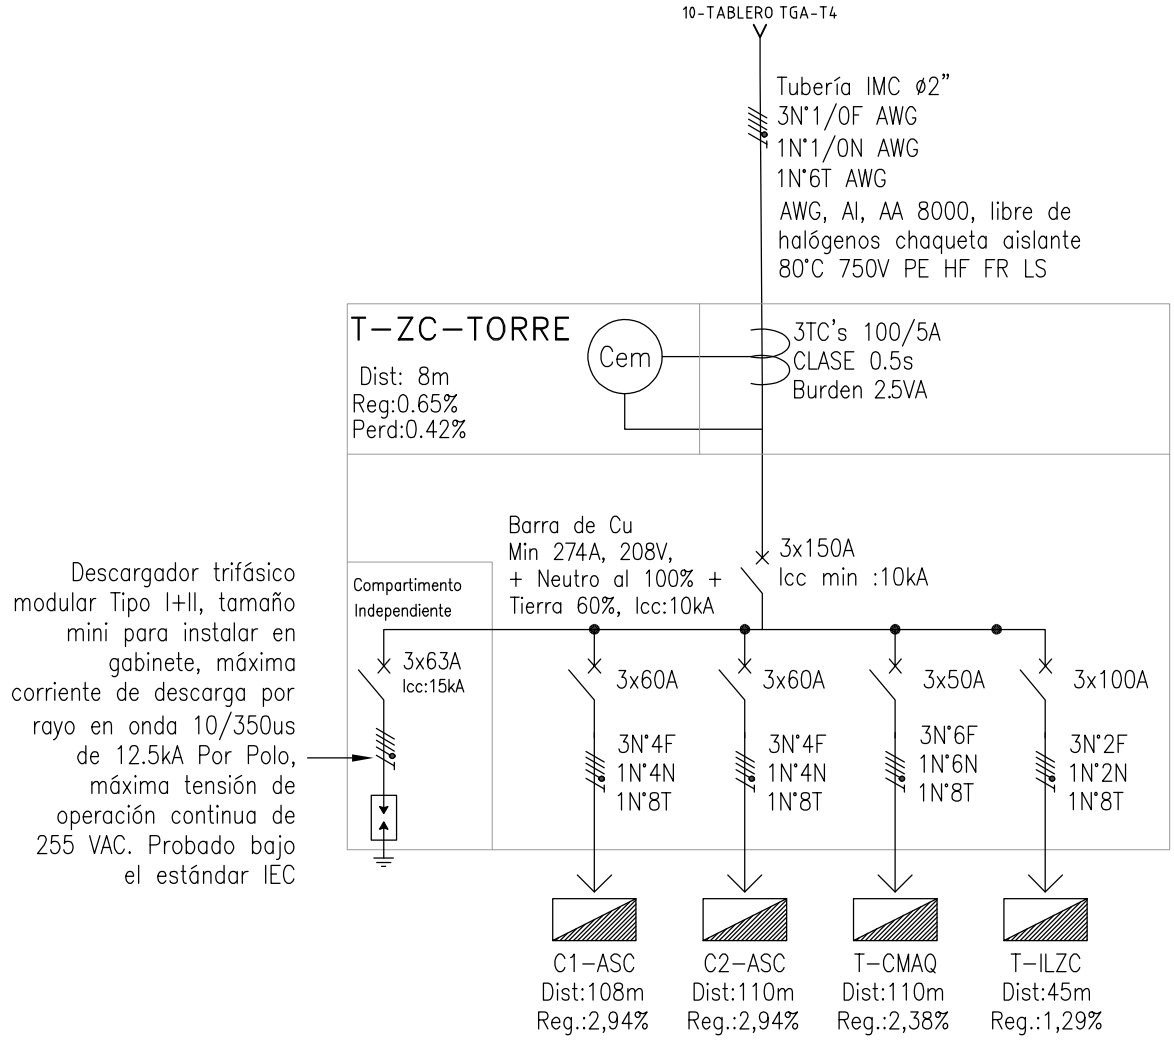 10-TABLERO TGA-T4
Tubería IMC ø2"
3N°1/0F AWG
1N°1/0N AWG
1N°6T AWG
AWG, Al, AA 8000, libre de
halógenos chaqueta aislante
80°C 750V PE HF FR LS
T-ZC-TORRE
Dist: 8m
Reg:0.65%
Perd:0.42%
Cem
3TC's 100/5A
CLASE 0.5s
Burden 2.5VA
Barra de Cu
Min 274A, 208V,
+ Neutro al 100% +
Tierra 60%, Icc:10kA
3x150A
Icc min :10kA
Descargador trifásico
modular Tipo I+II, tamaño
mini para instalar en
gabinete, máxima
corriente de descarga por
rayo en onda 10/350us
de 12.5kA Por Polo,
máxima tensión de
operación continua de
255 VAC. Probado bajo
el estándar IEC
Compartimento
Independiente
3x63A
Icc:15kA
3x60A
3N°4F
1N°4N
1N°8T
3x60A
3N°4F
1N°4N
1N°8T
3x50A
3N°6F
1N°6N
1N°8T
3x100A
3N°2F
1N°2N
1N°8T
C1-ASC
Dist:108m
Reg.:2,94%
C2-ASC
Dist:110m
Reg.:2,94%
T-CMAQ
Dist:110m
Reg.:2,38%
T-ILZC
Dist:45m
Reg.:1,29%